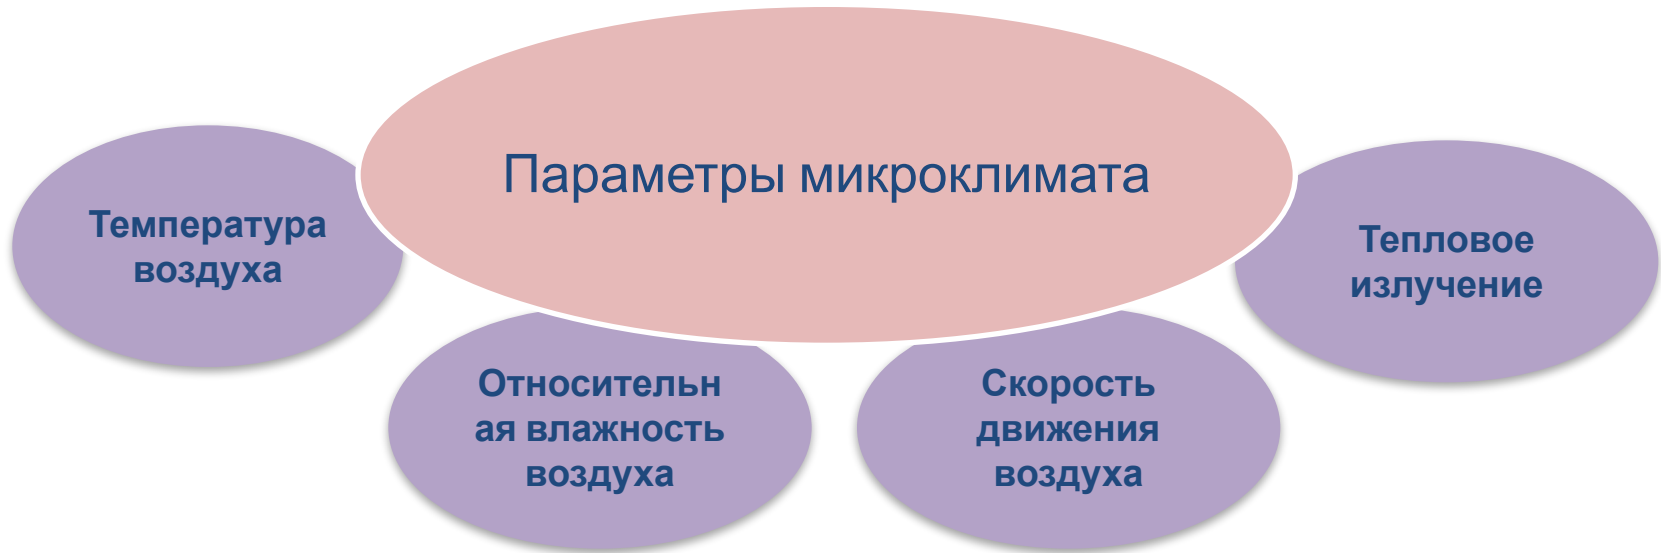 Параметры микроклимата
Температура
воздуха
Относительн
ая влажность
воздуха
Скорость
движения
воздуха
Тепловое
излучение